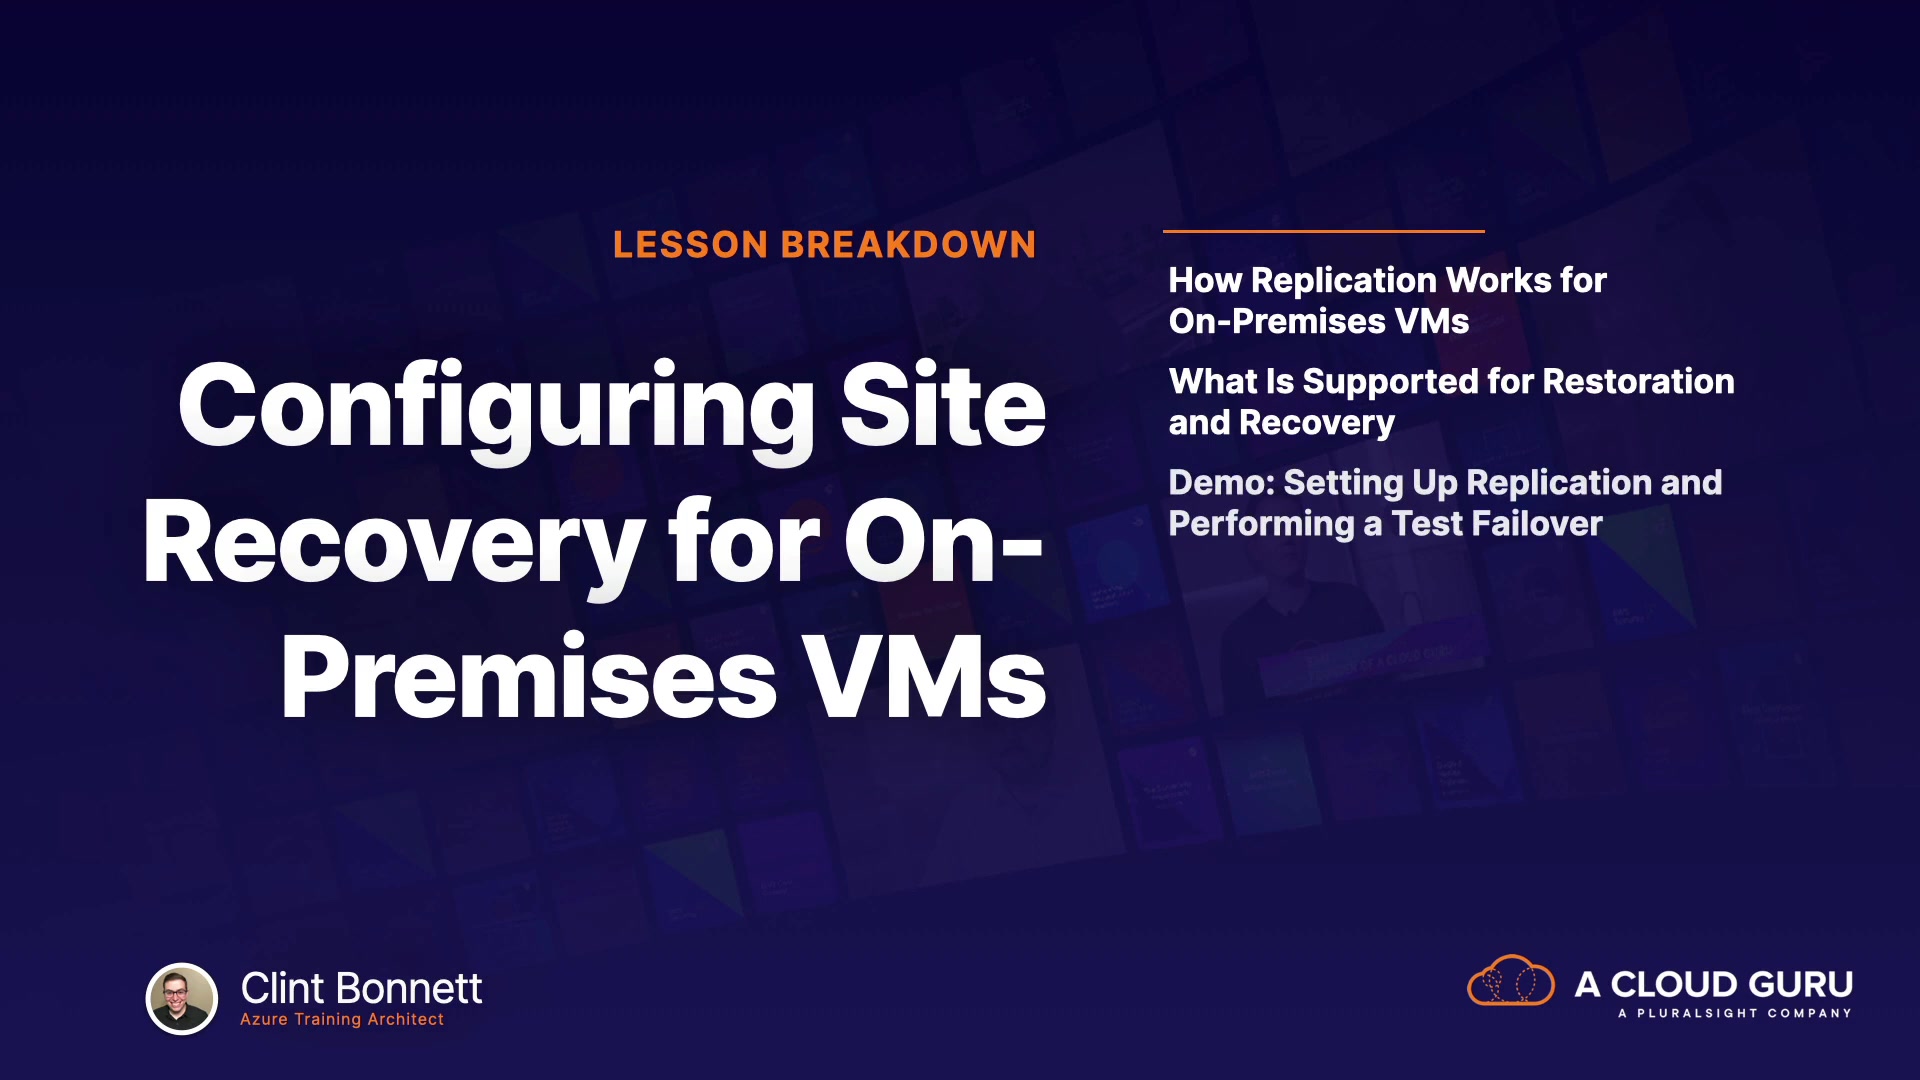 LESSON BREAKDOWN
Configuring Site
Recovery for On-
Premises VMs
How Replication Works for
On-Premises VMs
What Is Supported for Restoration
and Recovery
Demo: Setting Up Replication and
Performing a Test Failover
Clint Bonnett
Azure Training Architect
A CLOUD GURU
A PLURALSIGHT COMPANY